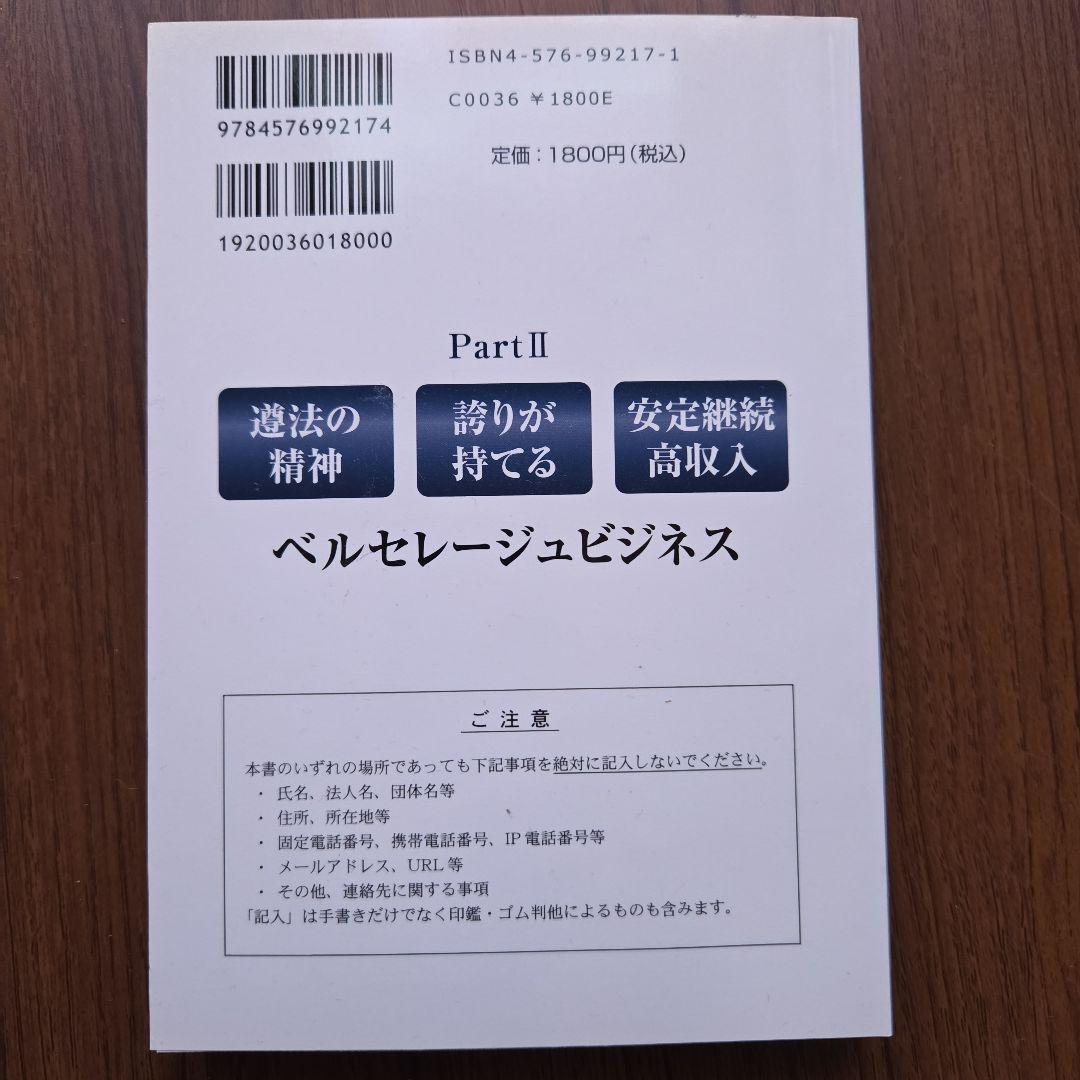 ISBN4-576-99217-1
9784576992174
C0036 ¥1800E
定価：1800円（税込）
1920036018000
PartⅡ
遵法の
精神
誇りが
持てる
安定継続
高収入
ベルセレージュビジネス
ご注意
本書のいずれの場所であっても下記事項を絶対に記入しないでください。
・ 氏名、法人名、団体名等
・ 住所、所在地等
・ 固定電話番号、携帯電話番号、IP電話番号等
・ メールアドレス、URL等
・ その他、連絡先に関する事項
「記入」は手書きだけでなく印鑑・ゴム判他によるものも含みます。